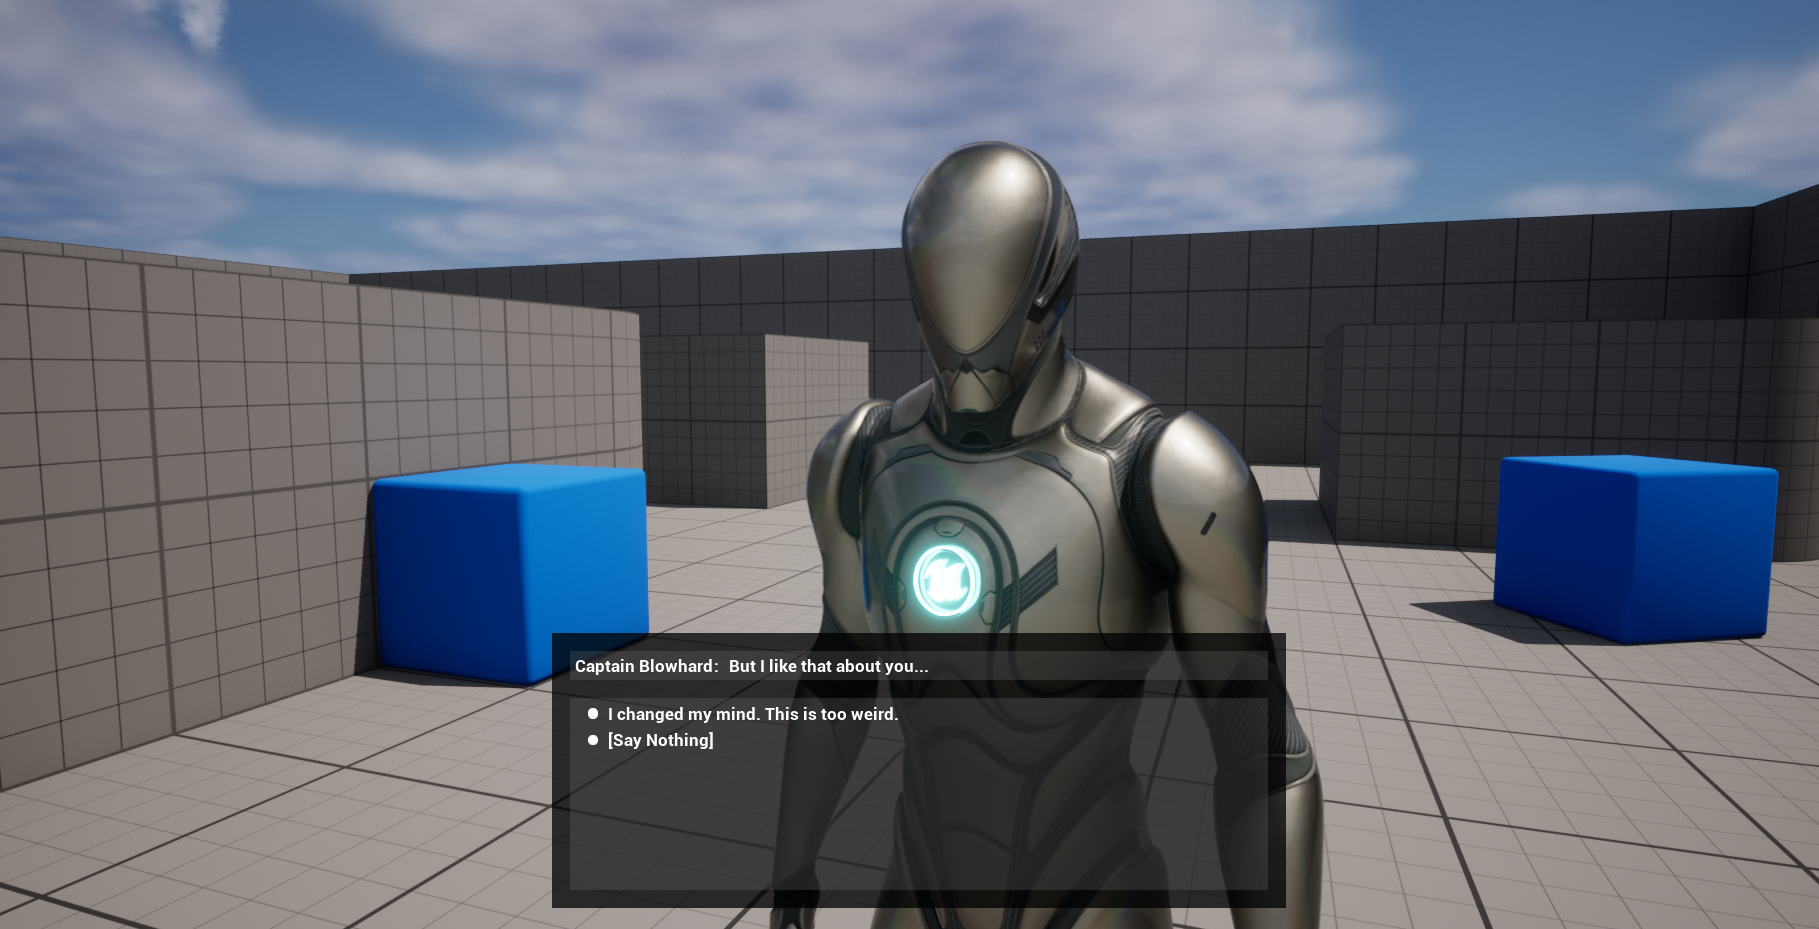 Captain Blowhard: But I like that about you...
I changed my mind. This is too weird.
[Say Nothing]